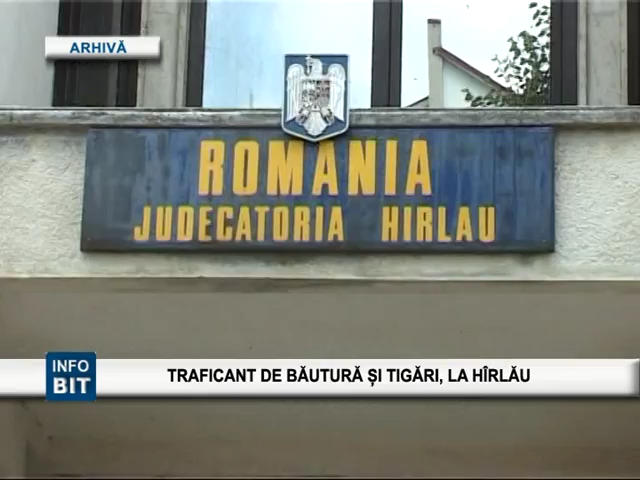 ARHIVĂ
ROMANIA
JUDECATORIA HIRLAU
INFO
BIT
TRAFICANT DE BĂUTURĂ ȘI TIGĂRI, LA HÎRLĂU